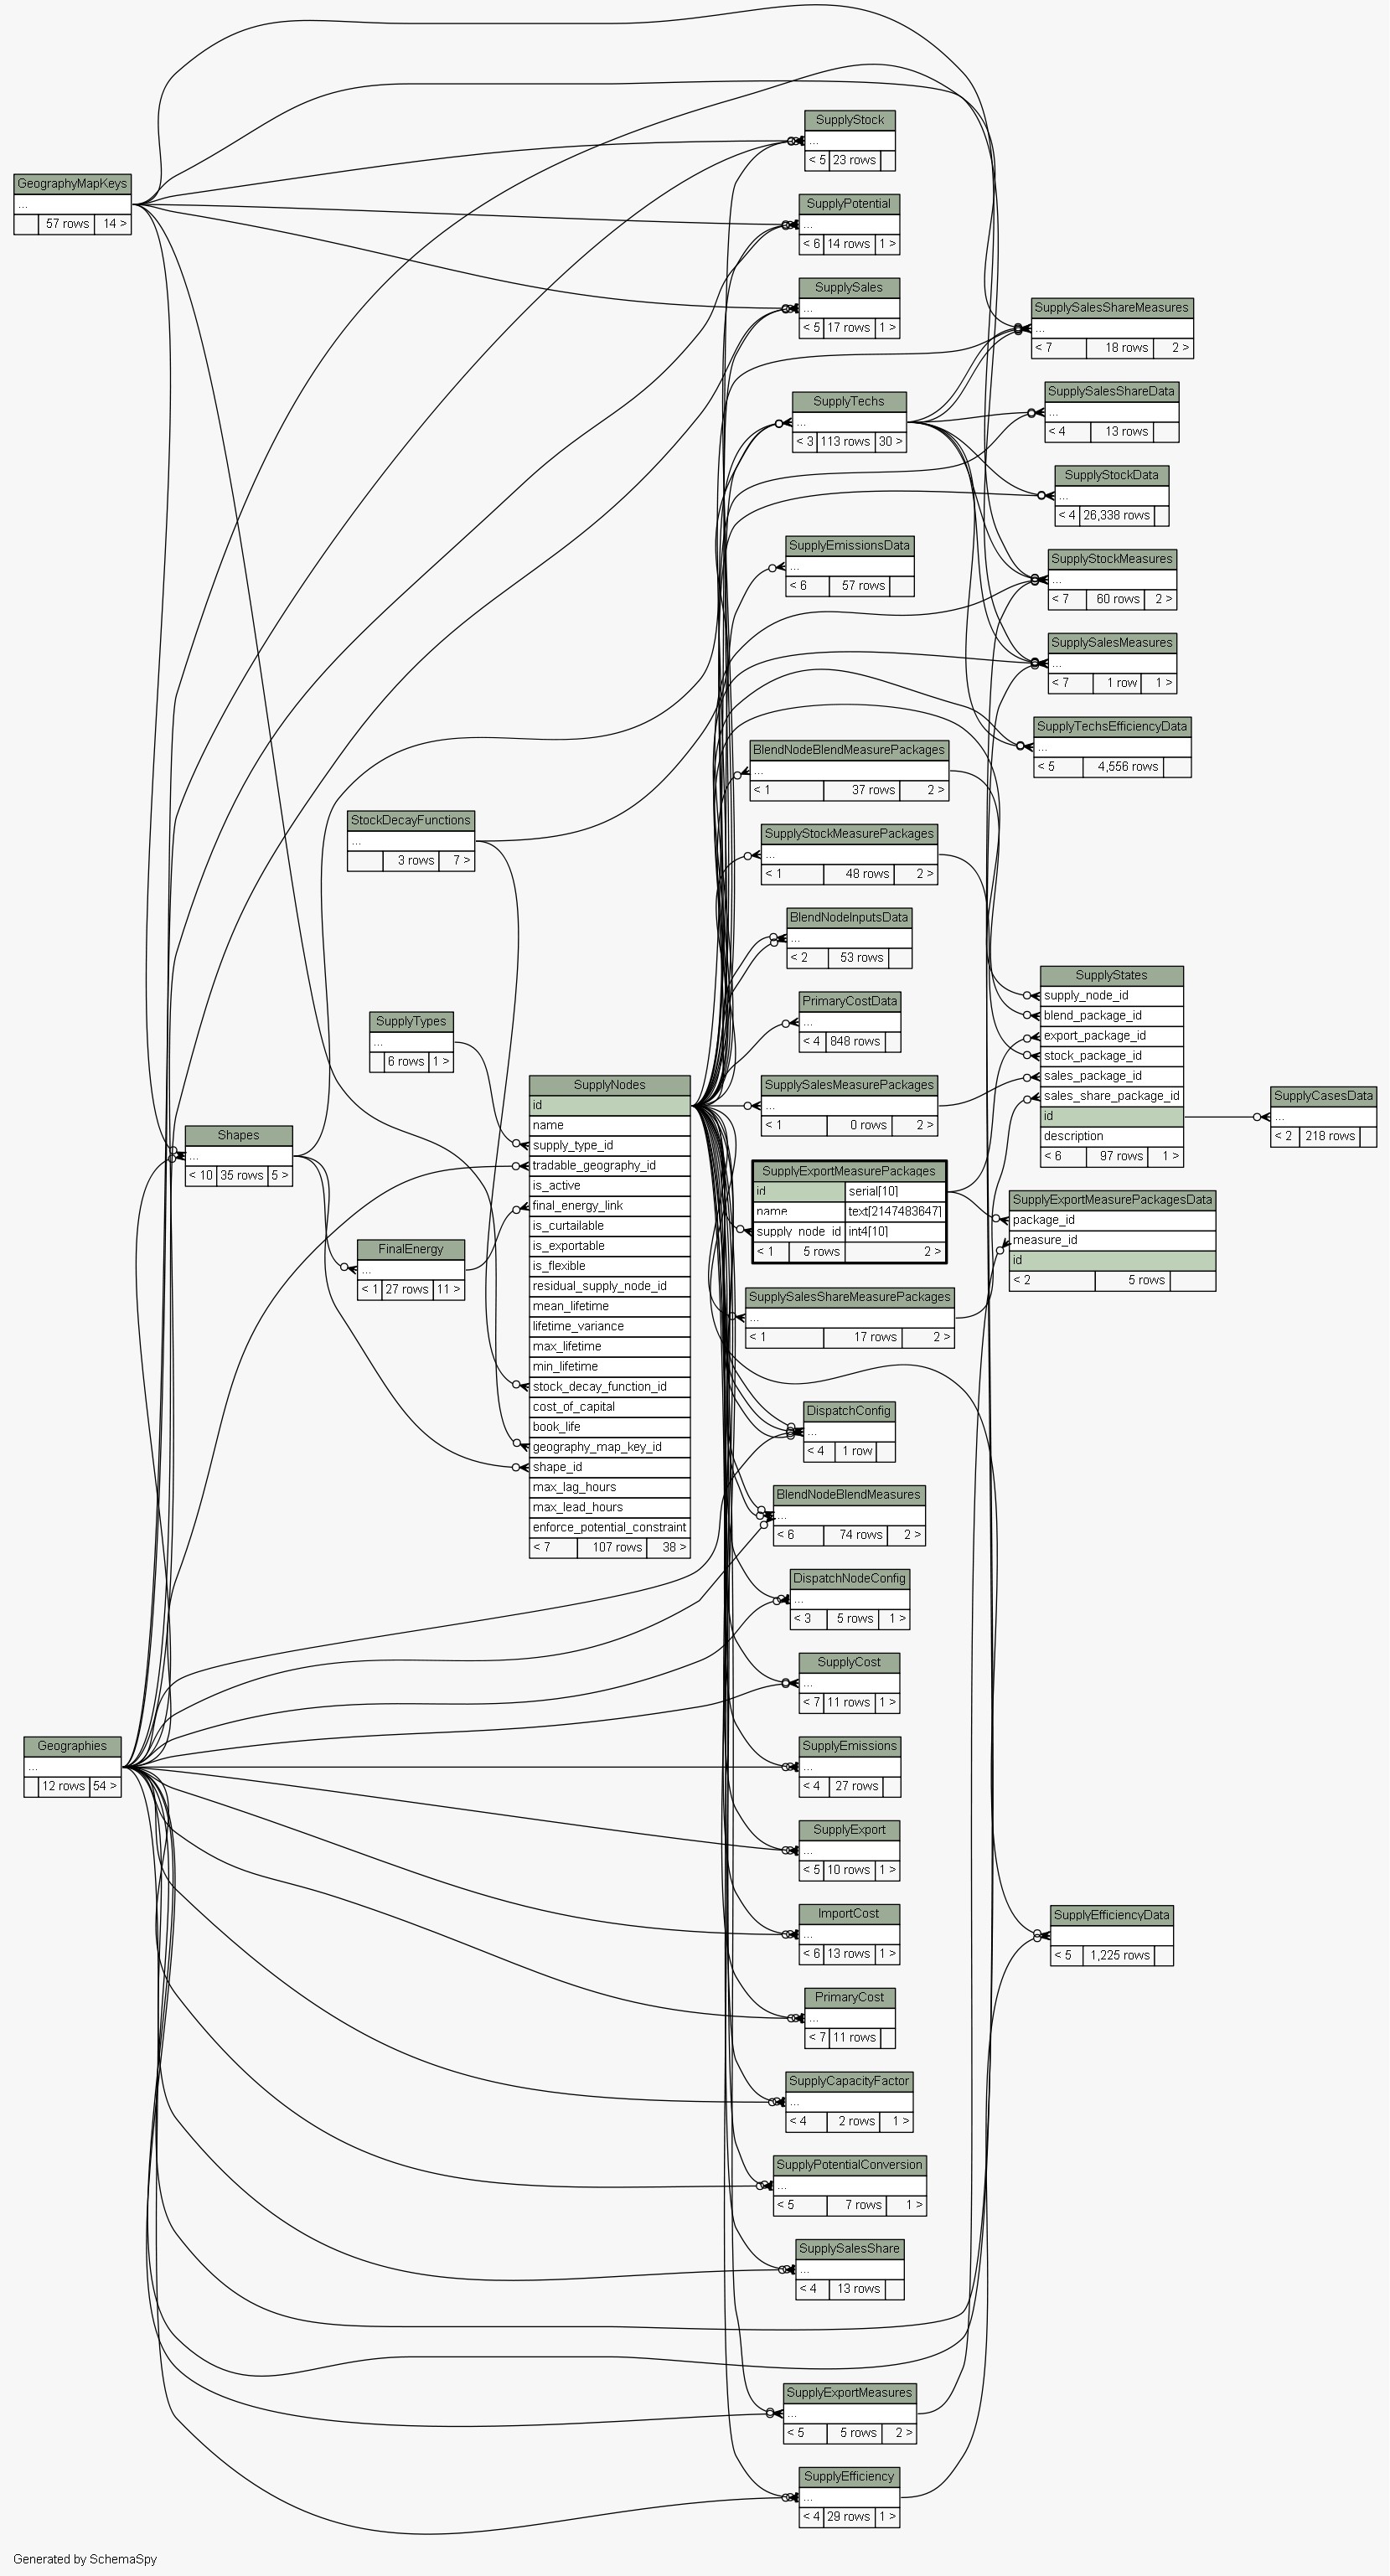 SupplyStock
...
< 5 23 rows
GeographyMapKeys
...
57 rows 14 >
SupplyPotential
...
< 6 14 rows 1 >
SupplySales
...
< 5 17 rows 1 >
SupplySalesShareMeasures
...
< 7 18 rows 2 >
SupplyTechs
...
< 3 113 rows 30 >
SupplySalesShareData
...
< 4 13 rows
SupplyStockData
...
< 4 26,338 rows
SupplyEmissionsData
...
< 6 57 rows
SupplyStockMeasures
...
< 7 60 rows 2 >
SupplySalesMeasures
...
< 7 1 row 1 >
SupplyTechsEfficiencyData
...
< 5 4,556 rows
BlendNodeBlendMeasurePackages
...
< 1 37 rows 2 >
StockDecayFunctions
...
3 rows 7 >
SupplyStockMeasurePackages
...
< 1 48 rows 2 >
BlendNodeInputsData
...
< 2 53 rows
SupplyStates
supply_node_id
blend_package_id
export_package_id
stock_package_id
sales_package_id
sales_share_package_id
id
description
< 6 97 rows 1 >
PrimaryCostData
...
< 4 848 rows
SupplyTypes
...
6 rows 1 >
SupplyNodes
id
name
supply_type_id
tradable_geography_id
is_active
final_energy_link
is_curtailable
is_exportable
is_flexible
residual_supply_node_id
mean_lifetime
lifetime_variance
max_lifetime
min_lifetime
stock_decay_function_id
cost_of_capital
book_life
geography_map_key_id
shape_id
max_lag_hours
max_lead_hours
enforce_potential_constraint
< 7 107 rows 38 >
SupplySalesMeasurePackages
...
< 1 0 rows 2 >
SupplyCasesData
...
< 2 218 rows
Shapes
...
< 10 35 rows 5 >
SupplyExportMeasurePackages
id serial[10]
name text[2147483647]
supply_node_id int4[10]
< 1 5 rows 2 >
SupplyExportMeasurePackagesData
package_id
measure_id
id
< 2 5 rows
FinalEnergy
...
< 1 27 rows 11 >
SupplySalesShareMeasurePackages
...
< 1 17 rows 2 >
DispatchConfig
...
< 4 1 row
BlendNodeBlendMeasures
...
< 6 74 rows 2 >
DispatchNodeConfig
...
< 3 5 rows 1 >
SupplyCost
...
< 7 11 rows 1 >
Geographies
...
12 rows 54 >
SupplyEmissions
...
< 4 27 rows
SupplyExport
...
< 5 10 rows 1 >
ImportCost
...
< 6 13 rows 1 >
SupplyEfficiencyData
...
< 5 1,225 rows
PrimaryCost
...
< 7 11 rows
SupplyCapacityFactor
...
< 4 2 rows 1 >
SupplyPotentialConversion
...
< 5 7 rows 1 >
SupplySalesShare
...
< 4 13 rows
SupplyExportMeasures
...
< 5 5 rows 2 >
SupplyEfficiency
...
< 4 29 rows 1 >
Generated by SchemaSpy